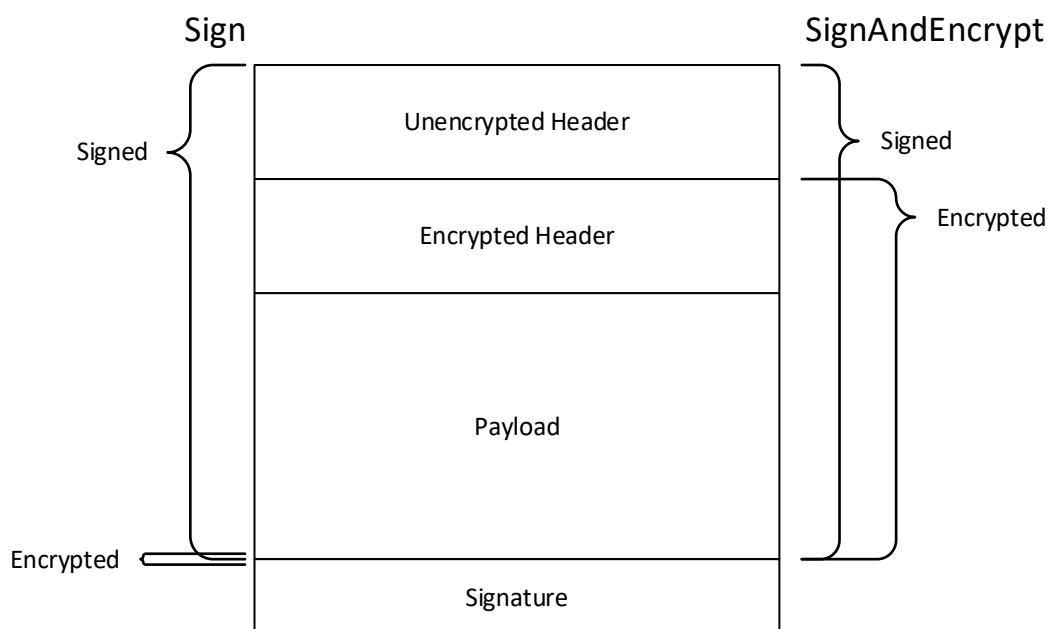 Sign
SignAndEncrypt
Unencrypted Header
Signed
Signed
Encrypted Header
Encrypted
Payload
Encrypted
Signature